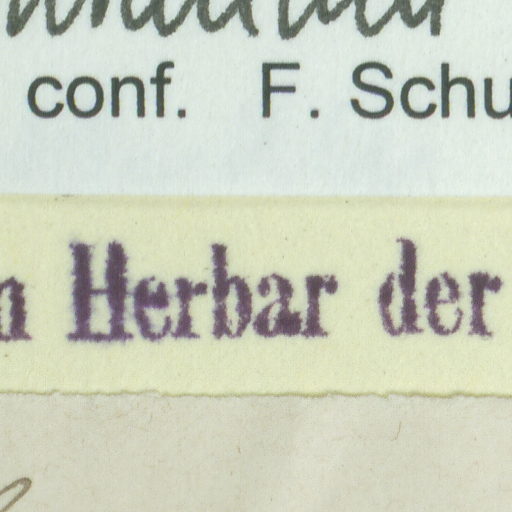 conf. F. Schu
n Herbar der